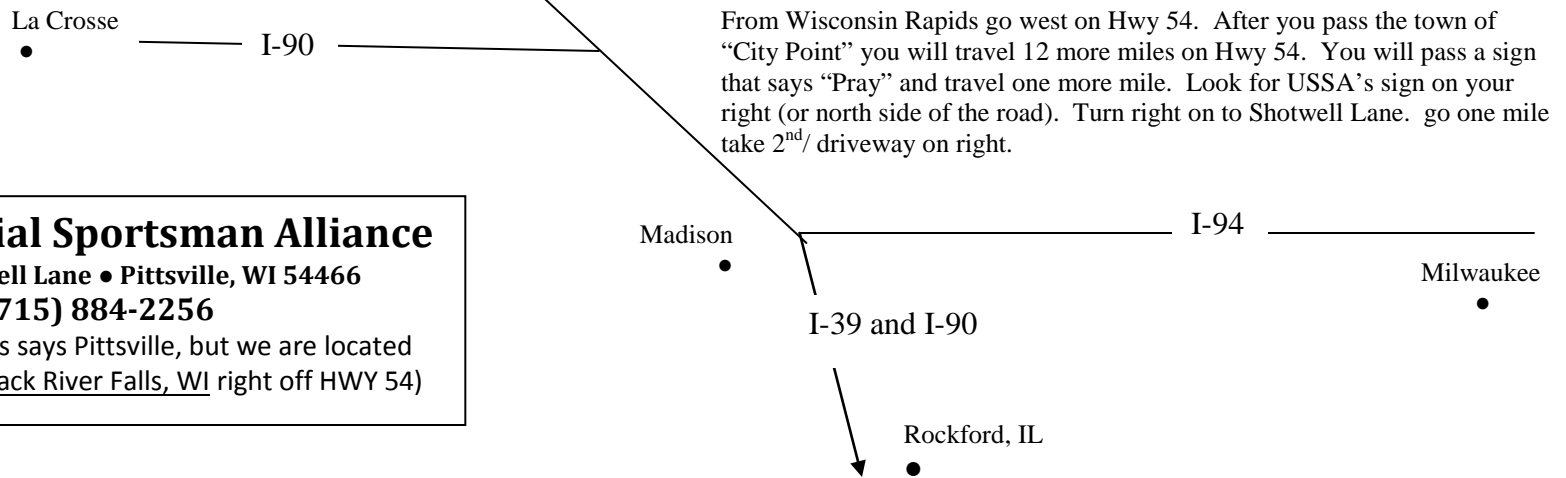 La Crosse
I-90
From Wisconsin Rapids go west on Hwy 54. After you pass the town of
“City Point” you will travel 12 more miles on Hwy 54. You will pass a sign
that says “Pray” and travel one more mile. Look for USSA’s sign on your
right (or north side of the road). Turn right on to Shotwell Lane. go one mile
take 2nd/ driveway on right.
Sportsman Alliance
Lane ● Pittsville, WI 54466
715) 884-2256
says Pittsville, but we are located
River Falls, WI right off HWY 54)
Madison
I-94
Milwaukee
I-39 and I-90
Rockford, IL